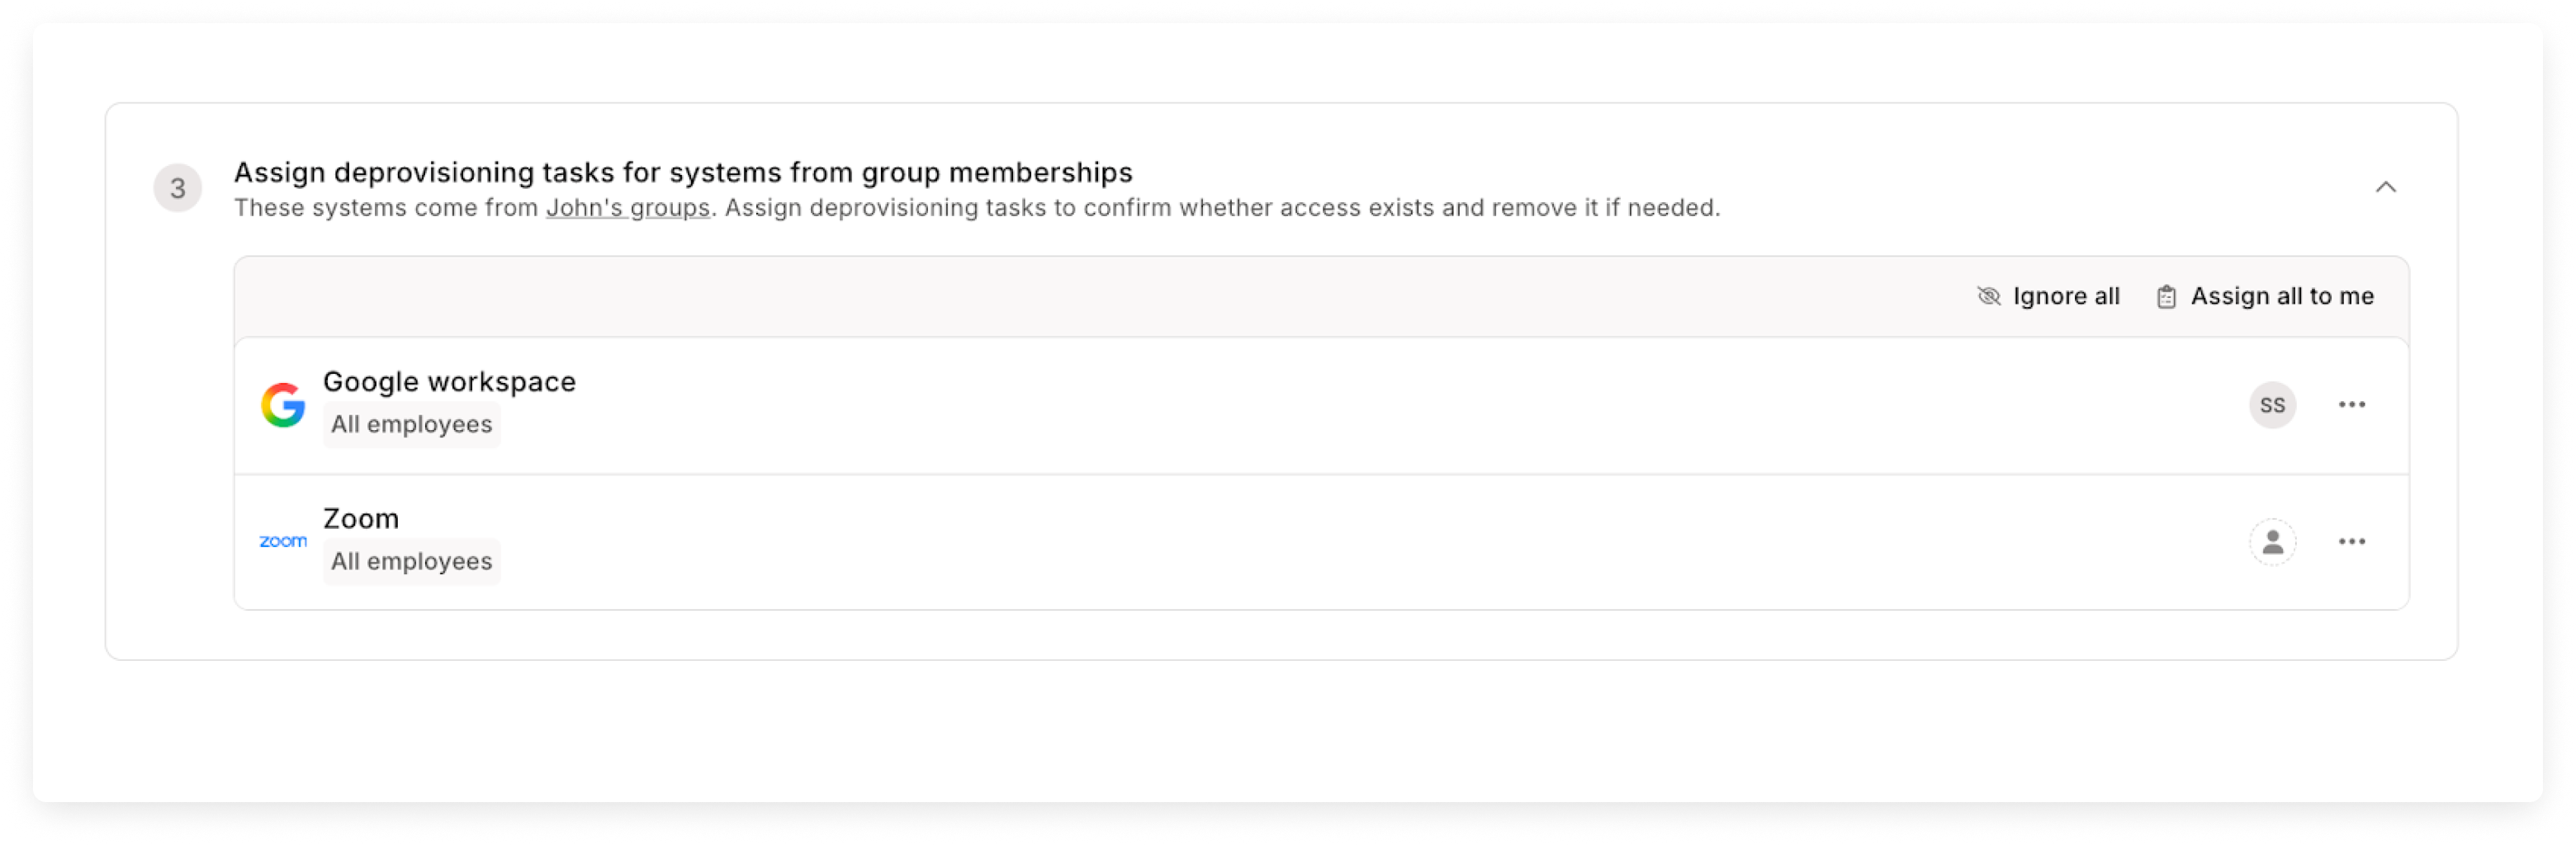 3
Assign deprovisioning tasks for systems from group memberships
These systems come from John's groups. Assign deprovisioning tasks to confirm whether access exists and remove it if needed.
Ignore all
Assign all to me
Google workspace
All employees
SS
Zoom
zoom
All employees